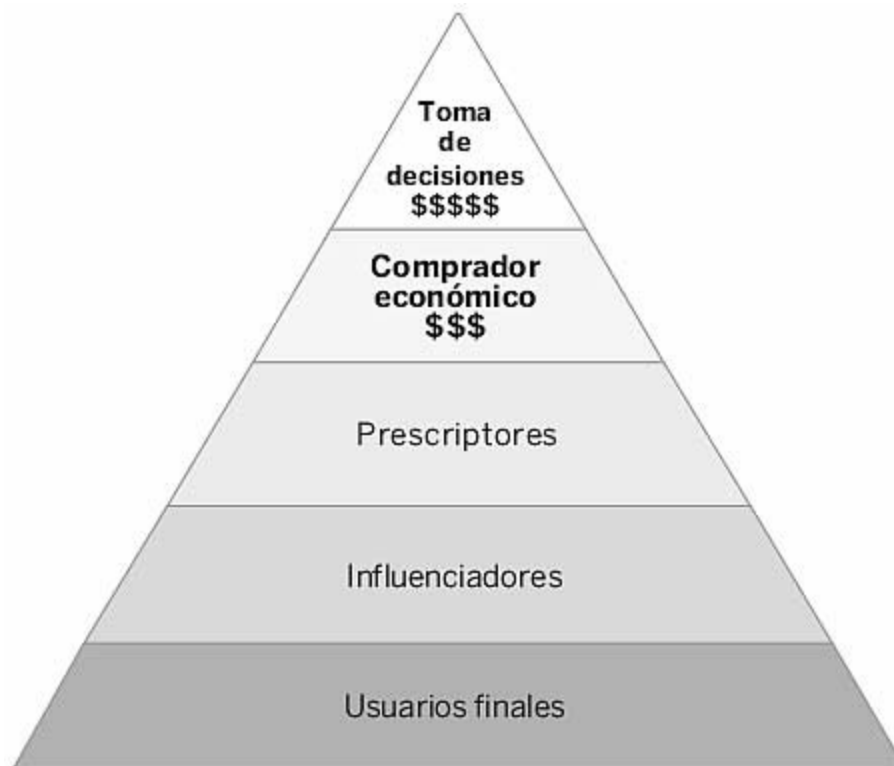 Toma
de
decisiones
$$$$$
Comprador
económico
$$$
Prescriptores
Influenciadores
Usuarios finales